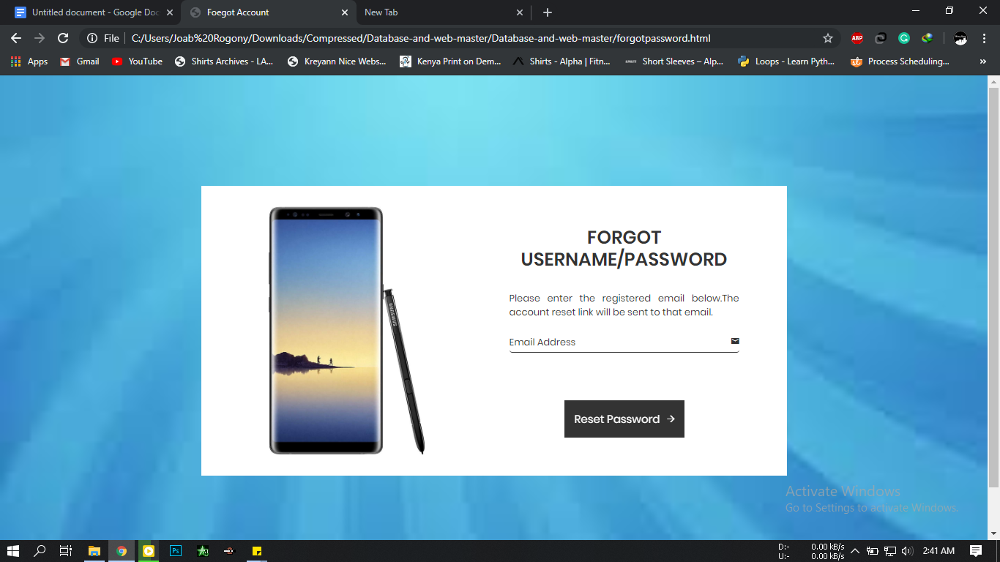 Untitled document - Google Doc
Foegot Account
New Tab
File
C:/Users/Joab%20Rogony/Downloads/Compressed/Database-and-web-master/Database-and-web-master/forgotpassword.html
ABP
Apps
Gmail
YouTube
Shirts Archives - LA...
Kreyann Nice Webs...
Kenya Print on Dem...
Shirts - Alpha | Fitn...
Short Sleeves – Alp...
Loops - Learn Pyth...
Process Scheduling...
»
SAMSUNG
FORGOT
USERNAME/PASSWORD
Please enter the registered email below.The
account reset link will be sent to that email.
Email Address
Reset Password
Activate Windows
Go to Settings to activate Windows.
Ps
D:- 0.00 kB/s
U:- 0.00 kB/s
2:41 AM